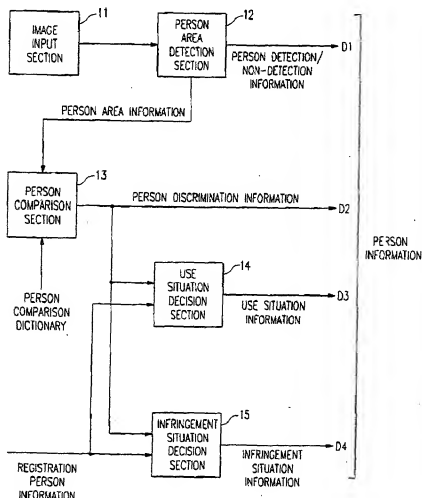 11
IMAGE
INPUT
SECTION
12
PERSON
AREA
DETECTION
SECTION
D1
PERSON DETECTION/
NON-DETECTION
INFORMATION
PERSON AREA INFORMATION
13
PERSON
COMPARISON
SECTION
PERSON DISCRIMINATION INFORMATION
D2
PERSON
INFORMATION
PERSON
COMPARISON
DICTIONARY
14
USE
SITUATION
DECISION
SECTION
D3
USE SITUATION
INFORMATION
15
INFRINGEMENT
SITUATION
DECISION
SECTION
D4
INFRINGEMENT
SITUATION
INFORMATION
REGISTRATION
PERSON
INFORMATION